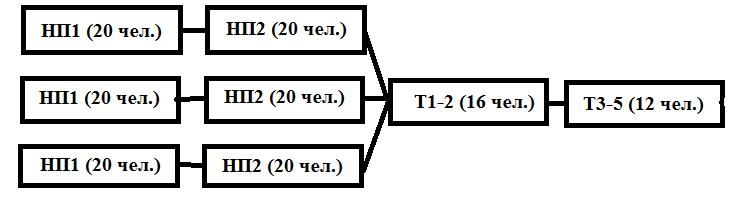 НП1 (20 чел.) НП2 (20 чел.)
НП1 (20 чел.) НП2 (20 чел.) Т1-2 (16 чел.) Т3-5 (12 чел.)
НП1 (20 чел.) НП2 (20 чел.)